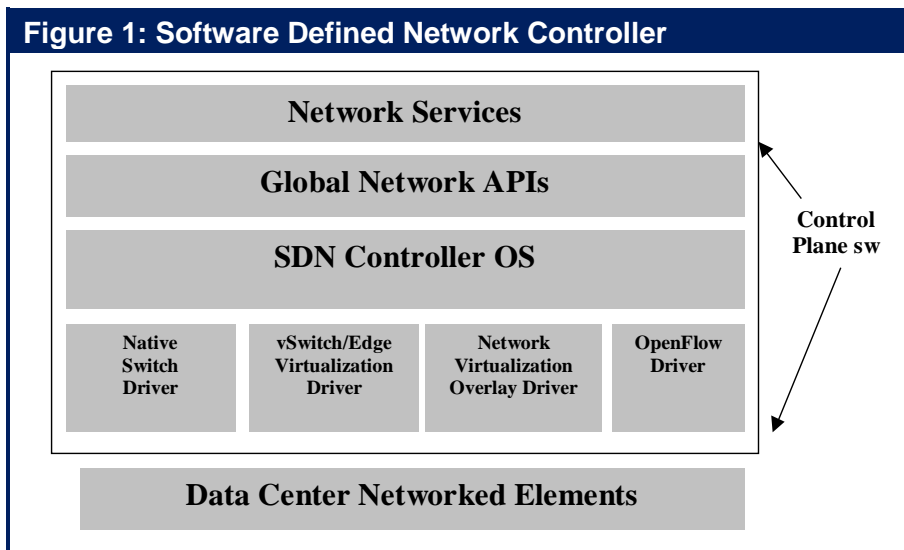 Figure 1: Software Defined Network Controller
Network Services
Global Network APIs
SDN Controller OS
Control
Plane sw
Native
Switch
Driver
vSwitch/Edge
Virtualization
Driver
Network
Virtualization
Overlay Driver
OpenFlow
Driver
Data Center Networked Elements